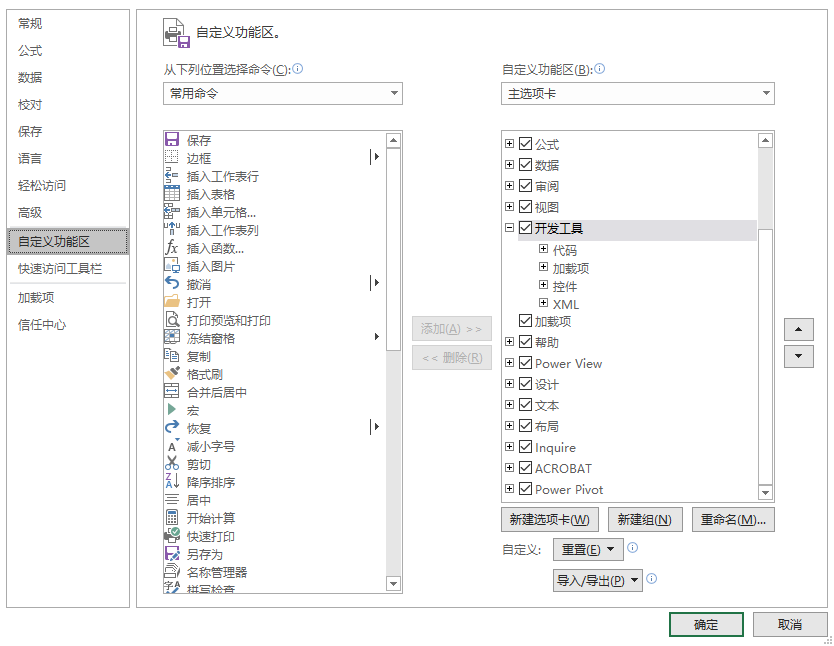 常规
公式
数据
校对
保存
语言
轻松访问
高级
自定义功能区
快速访问工具栏
加载项
信任中心
自定义功能区。
从下列位置选择命令(C):
常用命令
保存
边框
插入工作表行
插入表格
插入单元格...
插入工作表列
插入函数...
插入图片
撤消
打开
打印预览和打印
冻结窗格
复制
格式刷
合并后居中
宏
恢复
减小字号
剪切
降序排序
居中
开始计算
快速打印
另存为
名称管理器
拼写检查
添加(A) >>
<< 删除(R)
自定义功能区(B):
主选项卡
公式
数据
审阅
视图
开发工具
代码
加载项
控件
XML
加载项
帮助
Power View
设计
文本
布局
Inquire
ACROBAT
Power Pivot
新建选项卡(W) 新建组(N) 重命名(M)...
自定义: 重置(E)
导入/导出(P)
确定 取消